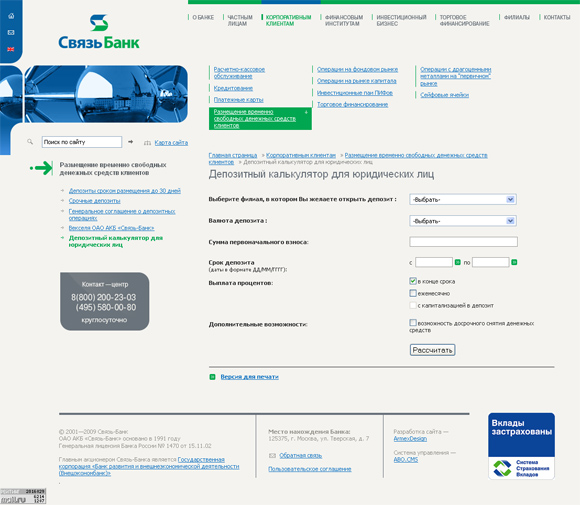 О БАНКЕ
ЧАСТНЫМ ЛИЦАМ
КОРПОРАТИВНЫМ КЛИЕНТАМ
ФИНАНСОВЫМ ИНСТИТУТАМ
ИНВЕСТИЦИОННЫЙ БИЗНЕС
ТОРГОВОЕ ФИНАНСИРОВАНИЕ
ФИЛИАЛЫ
КОНТАКТЫ
СвязьБанк
Расчетно-кассовое
обслуживание
Кредитование
Платежные карты
Размещение временно
свободных денежных средств
клиентов
Операции на фондовом рынке
Операции на рынке капитала
Инвестиционные паи ПИФов
Торговое финансирование
Операции с драгоценными
металлами на "первичном"
рынке
Сейфовые ячейки
Поиск по сайту
Карта сайта
Размещение временно свободных
денежных средств клиентов
Депозиты сроком размещения до 30 дней
Срочные депозиты
Генеральное соглашение о депозитных
операциях
Векселя ОАО АКБ «Связь-Банк»
Депозитный калькулятор для
юридических лиц
Контакт —центр
8(800) 200-23-03
(495) 580-00-80
круглосуточно
Главная страница » Корпоративным клиентам » Размещение временно свободных денежных средств
клиентов » Депозитный калькулятор для юридических лиц
Депозитный калькулятор для юридических лиц
Выберите филиал, в котором Вы желаете открыть депозит :
-Выбрать-
Валюта депозита :
-Выбрать-
Сумма первоначального взноса:
Срок депозита
(даты в формате ДД/ММ/ГГГГ):
с
по
Выплата процентов:
в конце срока
ежемесячно
с капитализацией в депозит
Дополнительные возможности:
возможность досрочного снятия денежных
средств
Рассчитать
Версия для печати
© 2001—2009 Связь-Банк
ОАО АКБ «Связь-Банк» основано в 1991 году
Генеральная лицензия Банка России № 1470 от 15.11.02
Главным акционером Связь-Банка является Государственная
корпорация «Банк развития и внешнеэкономической деятельности
(Внешэкономбанк)»
Место нахождения Банка:
125375, г. Москва, ул. Тверская, д. 7
Обратная связь
Пользовательское соглашение
Разработка сайта —
ArmexDesign
Система управления —
ABO.CMS
Вклады
застрахованы
Система
Страхования
Вкладов